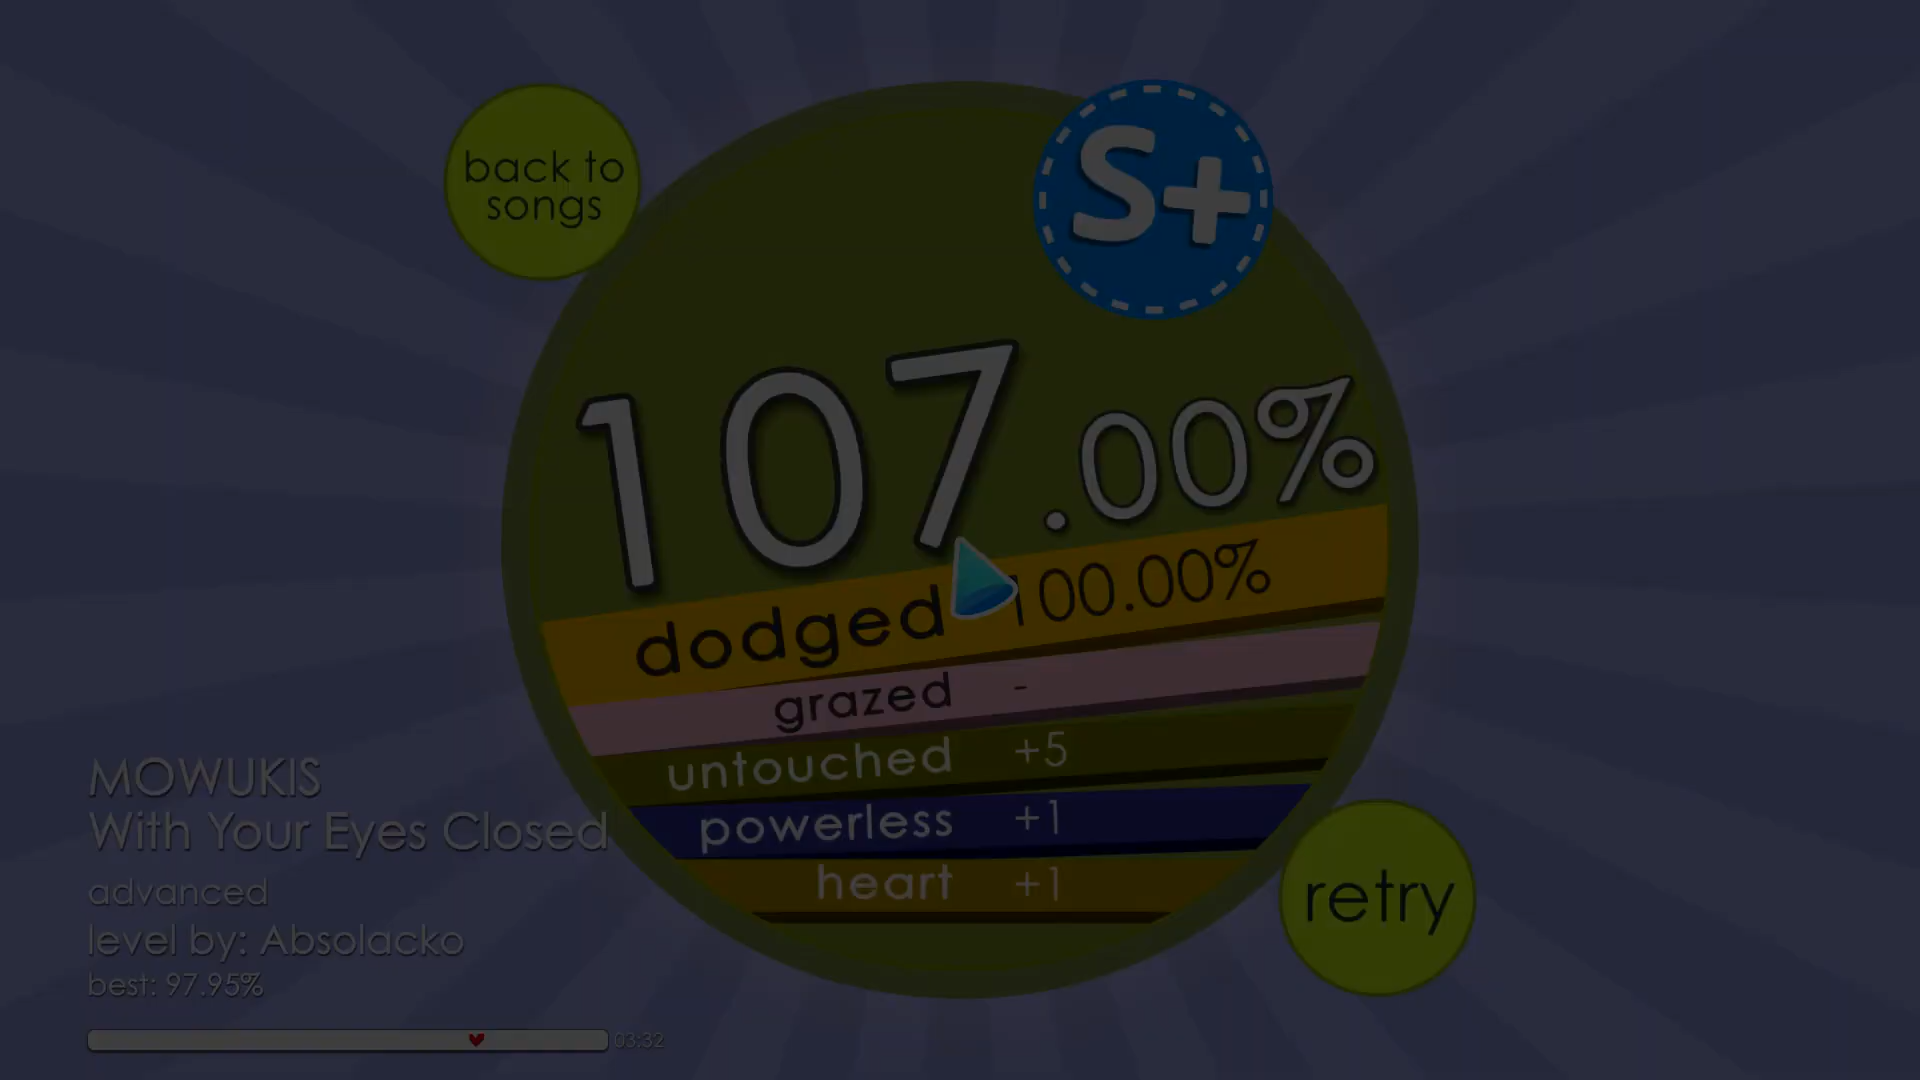 back to
songs
S+
107.00%
dodged 100.00%
grazed -
untouched +5
powerless +1
heart +1
MOWUKIS
With Your Eyes Closed
advanced
level by: Absolacko
best: 97.95%
03:32
retry